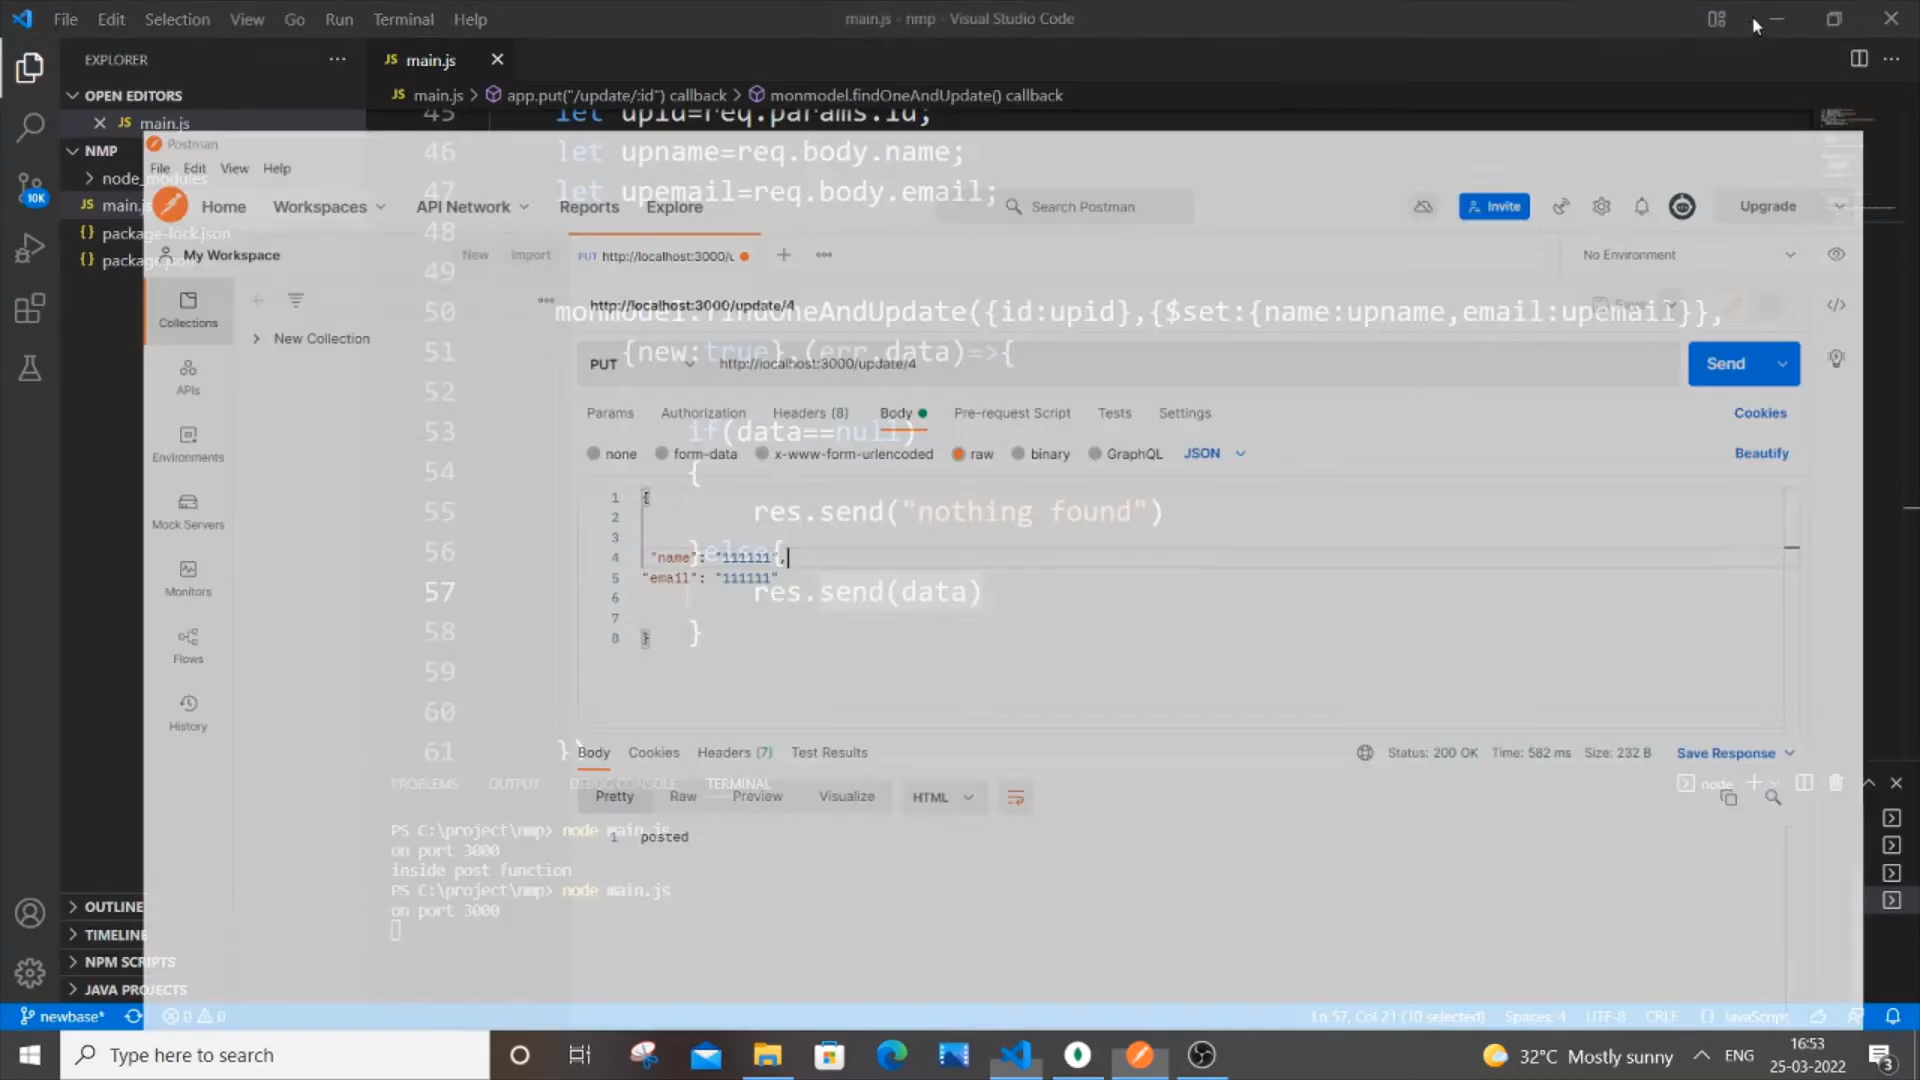 File Edit Selection View Go Run Terminal Help
main.js - nmp - Visual Studio Code
EXPLORER
JS main.js
OPEN EDITORS
JS main.js > app.put("/update/:id") callback > monmodel.findOneAndUpdate() callback
JS main.js
45 let upid=req.params.id;
NMP
Postman
46 let upname=req.body.name;
File Edit View Help
node_modules
47 let upemail=req.body.email;
JS main.js
Home Workspaces API Network Reports Explore
Search Postman
Invite
Upgrade
{} package-lock.json
48
{} package.json
My Workspace
New Import
PUT http://localhost:3000/u
No Environment
49
Collections
http://localhost:3000/update/4
Save
50 monmodel.findOneAndUpdate({id:upid},{$set:{name:upname,email:upemail}},
New Collection
51 {new:true},(err,data)=>{
PUT http://localhost:3000/update/4
Send
APIs
52
Params Authorization Headers (8) Body Pre-request Script Tests Settings
Cookies
53 if(data==null)
Environments
none form-data x-www-form-urlencoded raw binary GraphQL JSON
Beautify
54 {
1 {
2
55 res.send("nothing found")
Mock Servers
3
56 }else{
4 "name": "111111",
5 "email": "111111"
Monitors
57 res.send(data)
6
7
58 }
8 }
Flows
59
60
History
61 })
Body Cookies Headers (7) Test Results
Status: 200 OK Time: 582 ms Size: 232 B Save Response
PROBLEMS OUTPUT DEBUG CONSOLE TERMINAL
node
Pretty Raw Preview Visualize HTML
PS C:\project\nmp> node main.js
1 posted
on port 3000
inside post function
PS C:\project\nmp> node main.js
on port 3000
OUTLINE
TIMELINE
NPM SCRIPTS
JAVA PROJECTS
newbase* 0 0
Ln 57, Col 21 (10 selected) Spaces: 4 UTF-8 CRLF {} JavaScript
10K
Type here to search
32°C Mostly sunny
ENG
16:53
25-03-2022
3